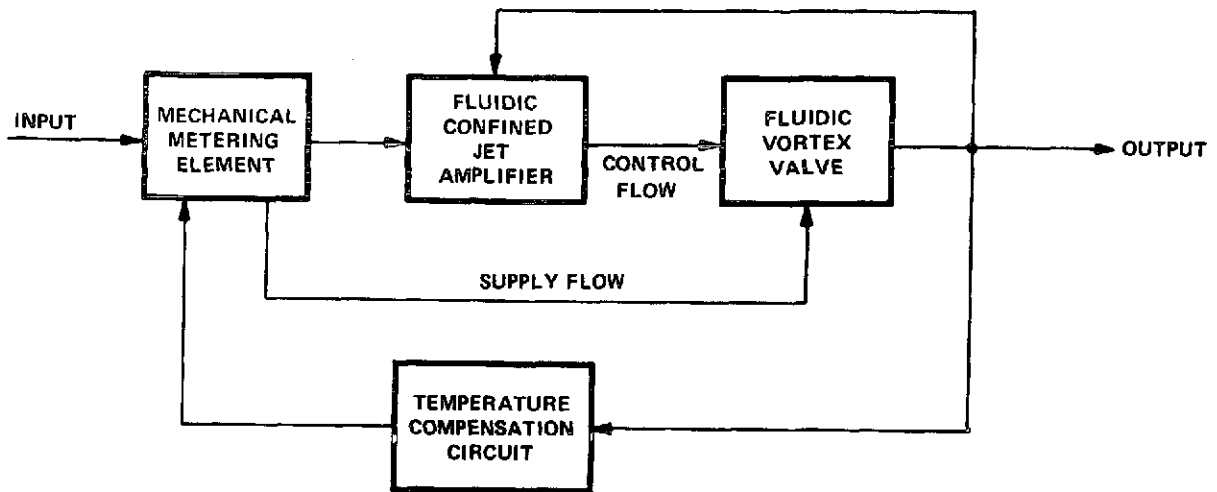 INPUT
MECHANICAL
METERING
ELEMENT
FLUIDIC
CONFINED
JET
AMPLIFIER
CONTROL
FLOW
FLUIDIC
VORTEX
VALVE
OUTPUT
SUPPLY FLOW
TEMPERATURE
COMPENSATION
CIRCUIT